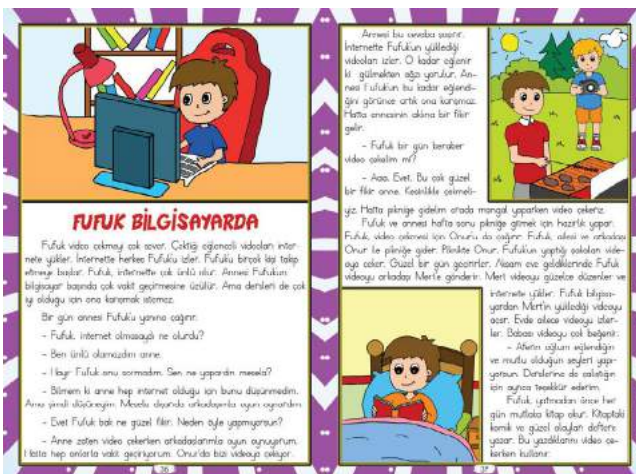 FUFUK BİLGİSAYARDA
Fufuk video çekmeyi çok sever. Çektiği eğlenceli videoları inter-
nete yükler. İnternette herkes Fufuk'u izler. Fufuk'u birçok kişi takip
etmeye başlar. Fufuk, internette çok ünlü olur. Annesi Fufuk'un
bilgisayar başında çok vakit geçirmesine üzülür. Ama dersleri de çok
iyi olduğu için ona karışmak istemez.
Bir gün annesi Fufuk'u yanına çağırır.
– Fufuk, internet olmasaydı ne olurdu?
– Ben ünlü olamazdım anne.
– Hayır Fufuk onu sormadım. Sen ne yapardın mesela?
– Bilmem ki anne hep internet olduğu için bunu düşünmedim.
Ama şimdi düşüneyim. Mesela dışarıda arkadaşımla oyun oynardım.
– Evet Fufuk bak ne güzel fikir. Neden öyle yapmıyorsun?
– Anne zaten video çekerken arkadaşlarımla oyun oynuyorum.
Hatta hep onlarla vakit geçiriyorum. Onur'da bizi videoya çekiyor.
36
Annesi bu cevaba şaşırır.
İnternette Fufuk'un yüklediği
videoları izler. O kadar eğlenir
ki gülmekten ağzı yorulur. An-
nesi Fufuk'un bu kadar eğlendi-
ğini görünce artık ona karışmaz.
Hatta annesinin aklına bir fikir
gelir.
– Fufuk bir gün beraber
video çekelim mi?
– Aaa. Evet. Bu çok güzel
bir fikir anne. Kesinlikle çekmeli-
yiz. Hatta pikniğe gidelim orada mangal yaparken video çekeriz.
Fufuk ve annesi hafta sonu pikniğe gitmek için hazırlık yapar.
Fufuk, video çekmesi için Onur'u da çağırır. Fufuk, ailesi ve arkadaşı
Onur ile pikniğe gider. Piknikte Onur, Fufuk'un yaptığı şakaları vide-
oya çeker. Güzel bir gün geçirirler. Akşam eve geldiklerinde Fufuk
videoyu arkadaşı Mert'e gönderir. Mert videoyu güzelce düzenler ve
internete yükler. Fufuk bilgisa-
yardan Mert'in yüklediği videoyu
açar. Evde ailece videoyu izler-
ler. Babası videoyu çok beğenir.
– Aferin oğlum eğlendiğin
ve mutlu olduğun şeyleri yapı-
yorsun. Derslerine de çalıştığın
için ayrıca teşekkür ederim.
Fufuk, yatmadan önce her
gün mutlaka kitap okur. Kitaptaki
komik ve güzel olayları deftere
yazar. Bu yazdıklarını video çe-
kerken kullanır.
37